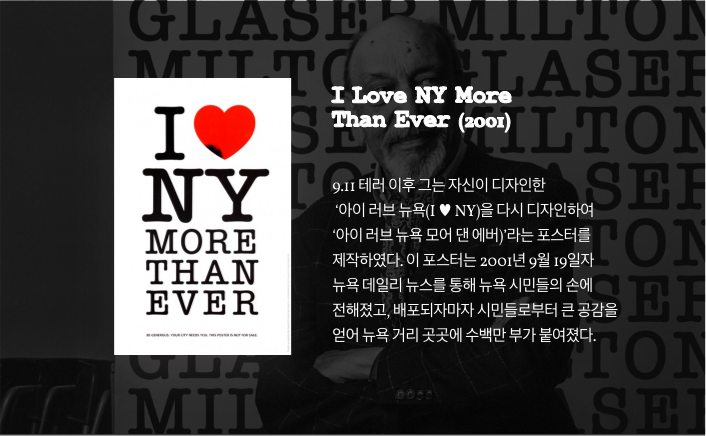 GLASER MILTON
I ♥
NY
MORE
THAN
EVER
BE GENEROUS. YOUR CITY NEEDS YOU. THIS POSTER IS NOT FOR SALE.
I Love NY More
Than Ever (2001)
9.11 테러 이후 그는 자신이 디자인한
‘아이 러브 뉴욕(I ♥ NY)을 다시 디자인하여
‘아이 러브 뉴욕 모어 댄 에버)’라는 포스터를
제작하였다. 이 포스터는 2001년 9월 19일자
뉴욕 데일리 뉴스를 통해 뉴욕 시민들의 손에
전해졌고, 배포되자마자 시민들로부터 큰 공감을
얻어 뉴욕 거리 곳곳에 수백만 부가 붙여졌다.